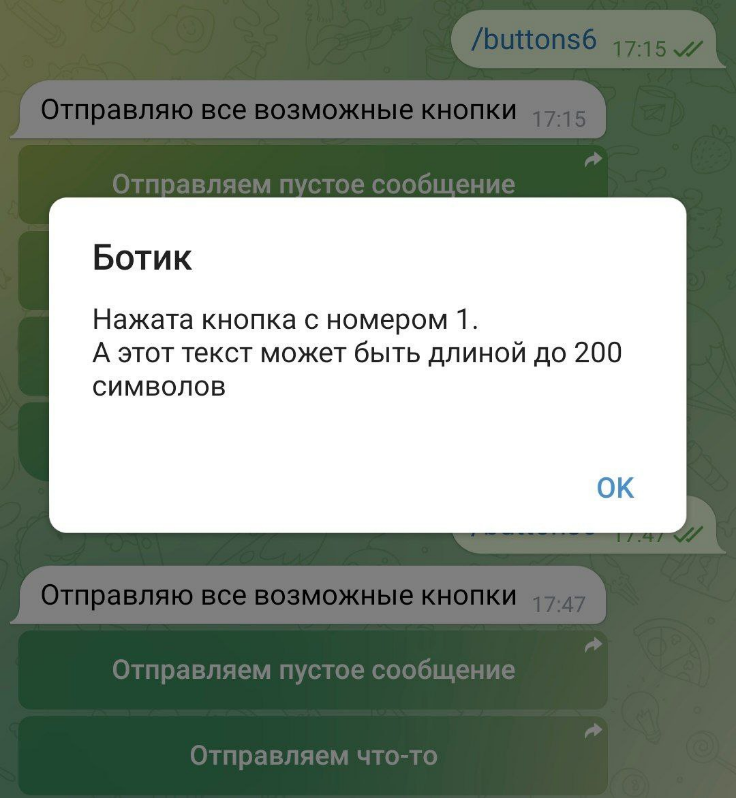 /buttons6 17:15
Отправляю все возможные кнопки 17:15
Отправляем пустое сообщение
Ботик
Нажата кнопка с номером 1.
А этот текст может быть длиной до 200
символов
OK
17:47
Отправляю все возможные кнопки 17:47
Отправляем пустое сообщение
Отправляем что-то